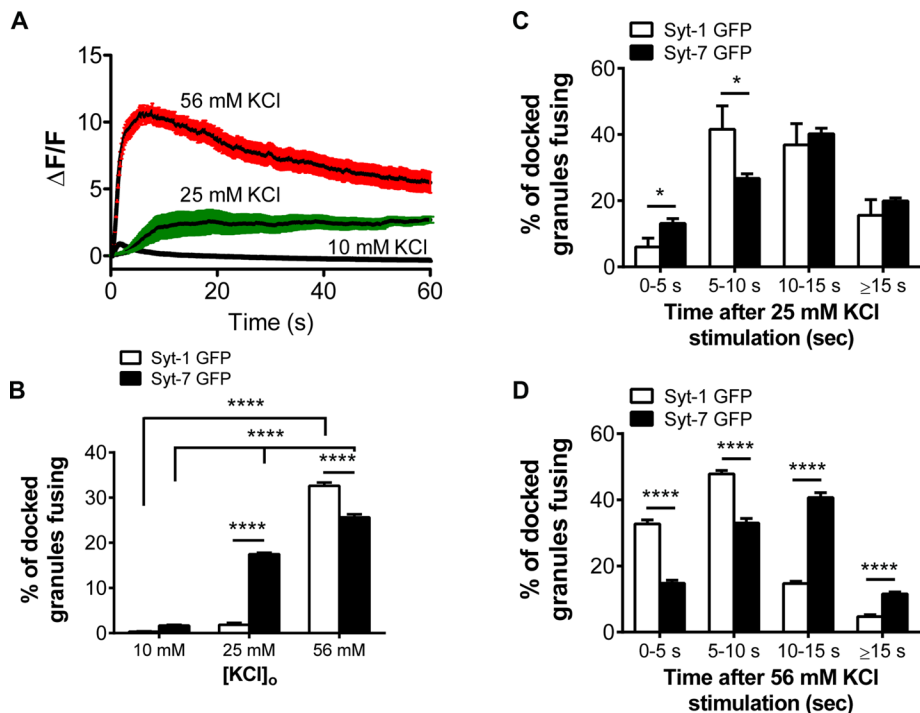 A
ΔF/F
15
10
5
0
56 mM KCl
25 mM KCl
10 mM KCl
0 20 40 60
Time (s)
B
Syt-1 GFP
Syt-7 GFP
% of docked
granules fusing
40
30
20
10
0
****
****
****
****
10 mM 25 mM 56 mM
[KCl]o
C
Syt-1 GFP
Syt-7 GFP
% of docked
granules fusing
60
40
20
0
*
*
0-5 s 5-10 s 10-15 s ≥15 s
Time after 25 mM KCl
stimulation (sec)
D
Syt-1 GFP
Syt-7 GFP
% of docked
granules fusing
60
40
20
0
****
****
****
****
0-5 s 5-10 s 10-15 s ≥15 s
Time after 56 mM KCl
stimulation (sec)